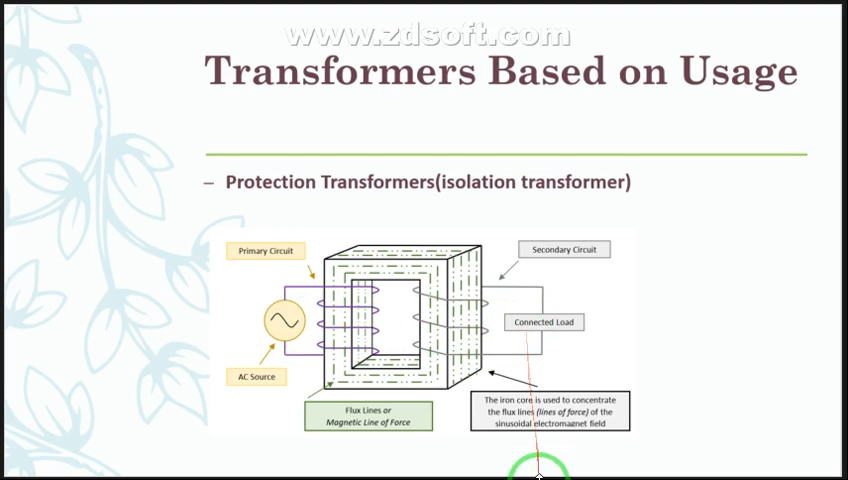 www.zdsoft.com
Transformers Based on Usage
– Protection Transformers(isolation transformer)
Primary Circuit
Secondary Circuit
Connected Load
AC Source
Flux Lines or
Magnetic Line of Force
The iron core is used to concentrate
the flux lines (lines of force) of the
sinusoidal electromagnet field